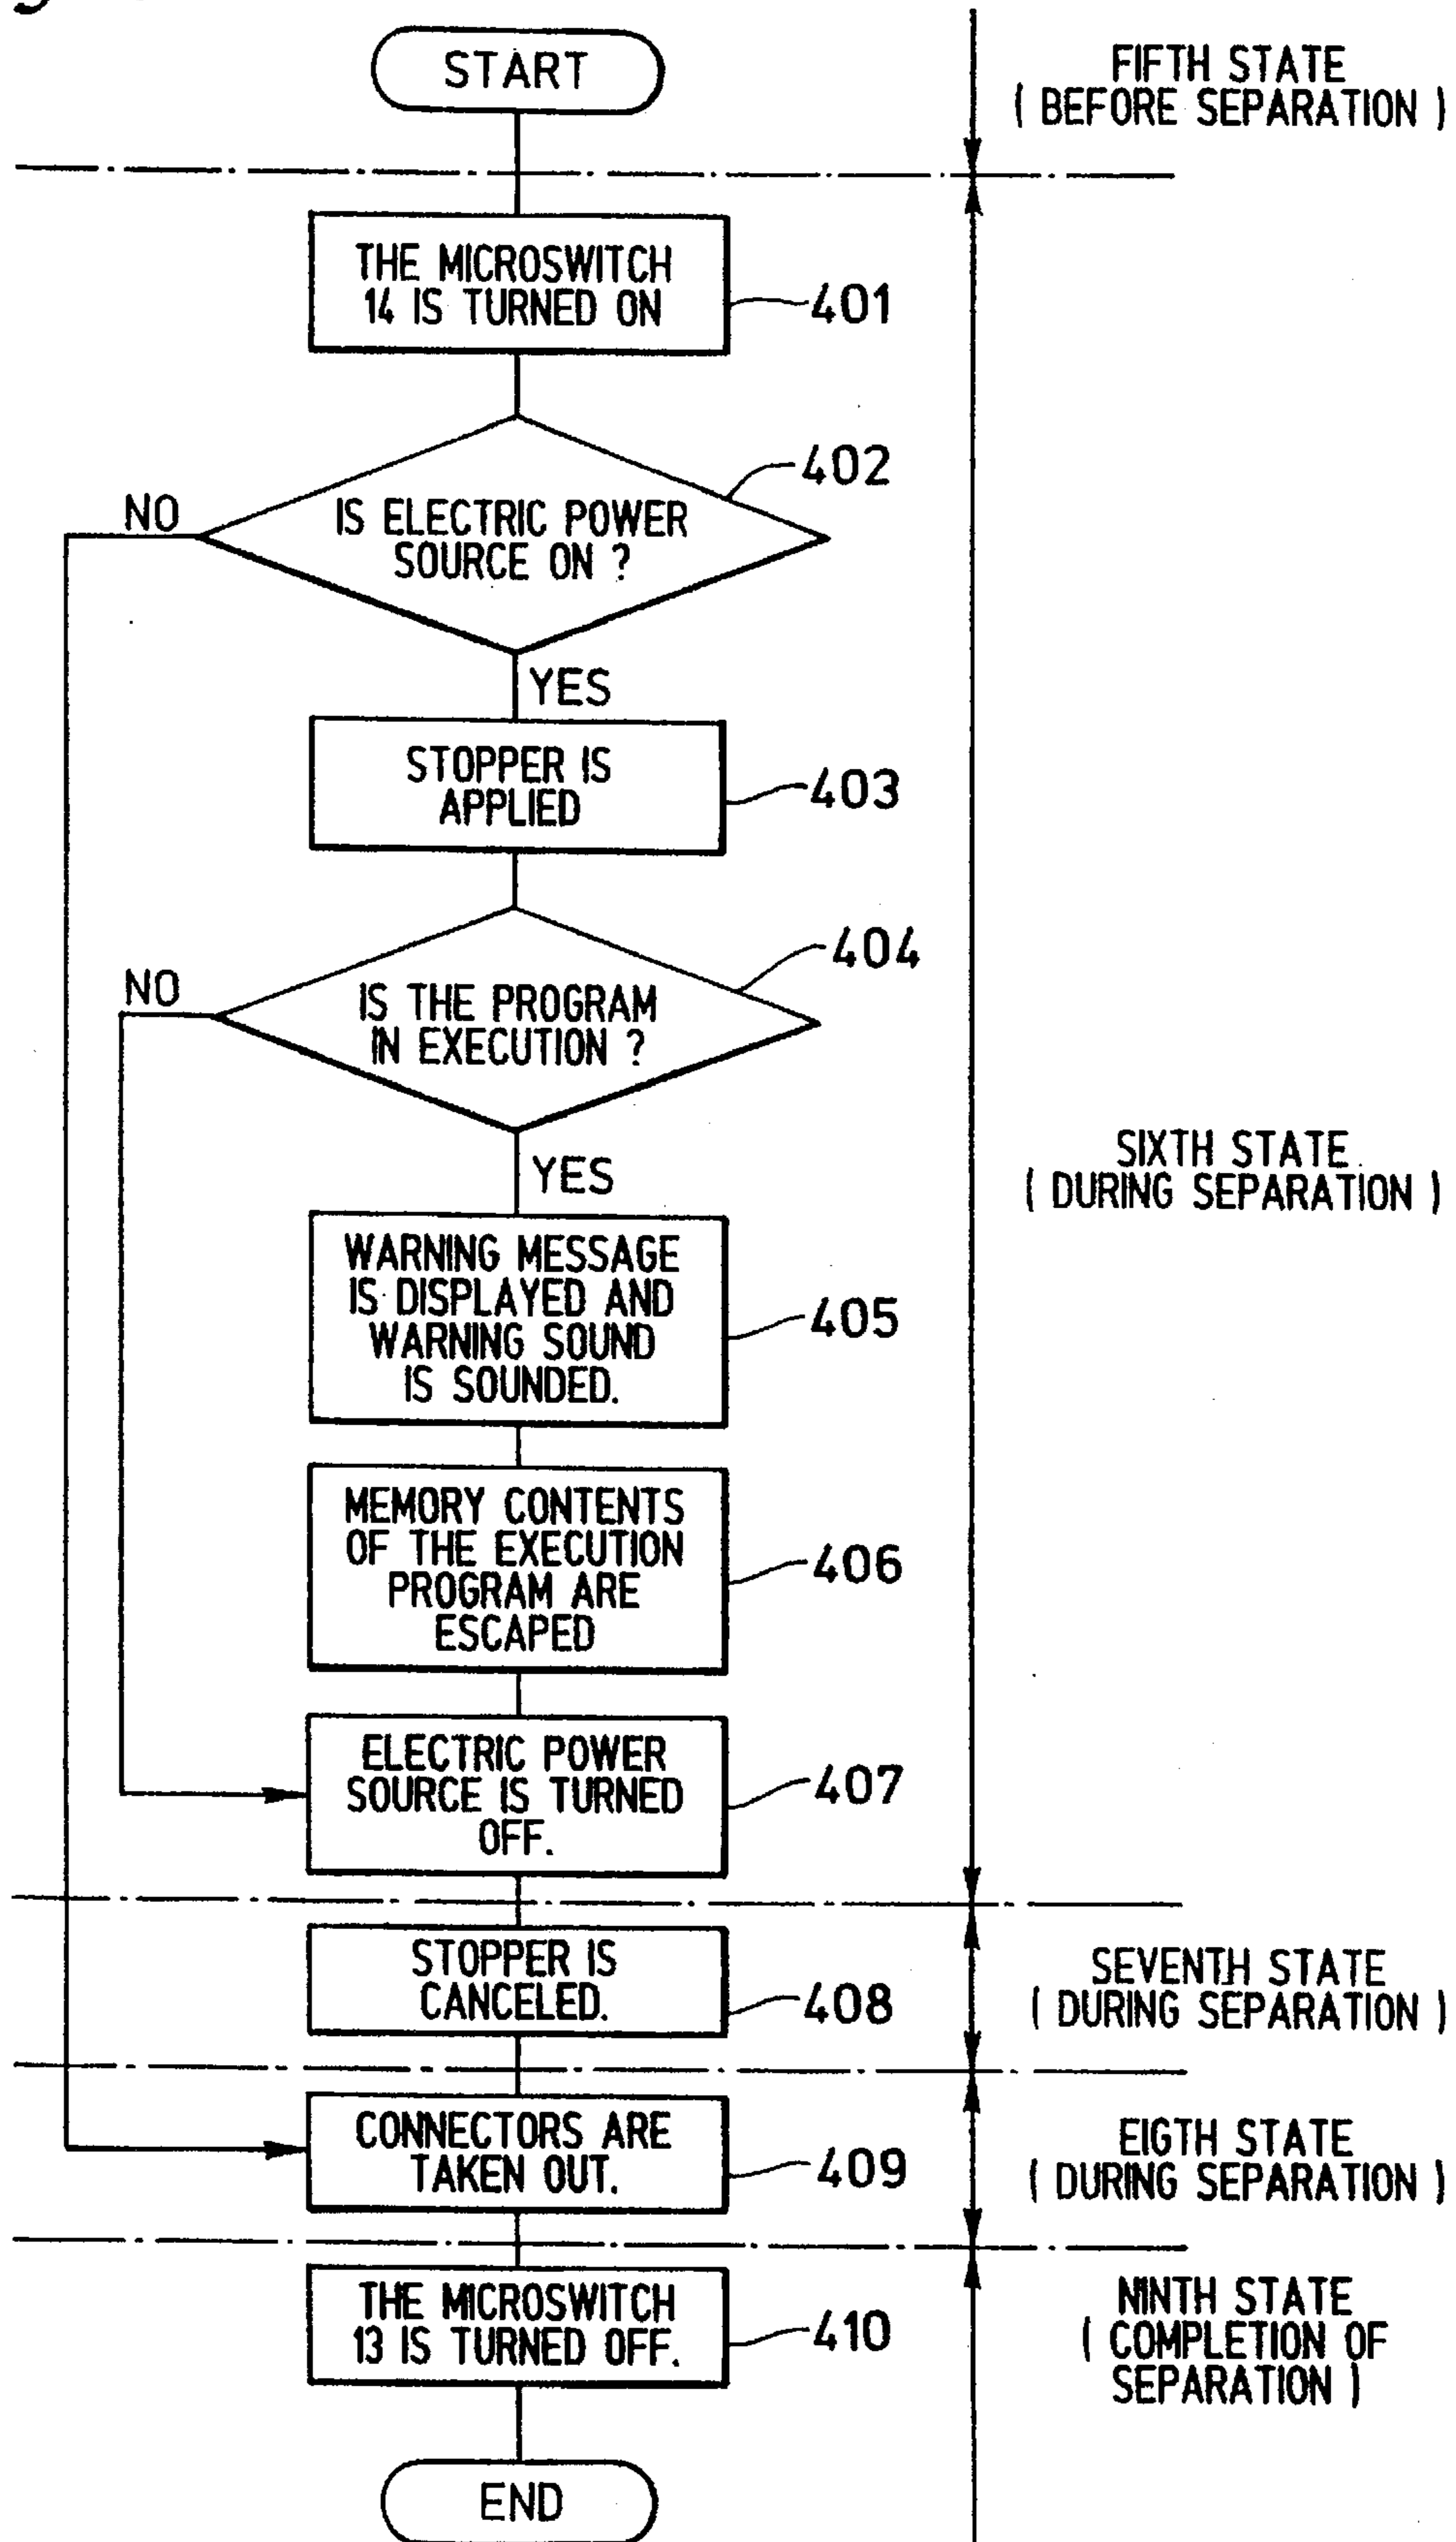 START
FIFTH STATE
( BEFORE SEPARATION )
THE MICROSWITCH
14 IS TURNED ON
401
402
NO
IS ELECTRIC POWER
SOURCE ON ?
YES
STOPPER IS
APPLIED
403
404
NO
IS THE PROGRAM
IN EXECUTION ?
YES
SIXTH STATE
( DURING SEPARATION )
WARNING MESSAGE
IS DISPLAYED AND
WARNING SOUND
IS SOUNDED.
405
MEMORY CONTENTS
OF THE EXECUTION
PROGRAM ARE
ESCAPED
406
ELECTRIC POWER
SOURCE IS TURNED
OFF.
407
STOPPER IS
CANCELED.
408
SEVENTH STATE
( DURING SEPARATION )
CONNECTORS ARE
TAKEN OUT.
409
EIGTH STATE
( DURING SEPARATION )
THE MICROSWITCH
13 IS TURNED OFF.
410
NINTH STATE
( COMPLETION OF
SEPARATION )
END